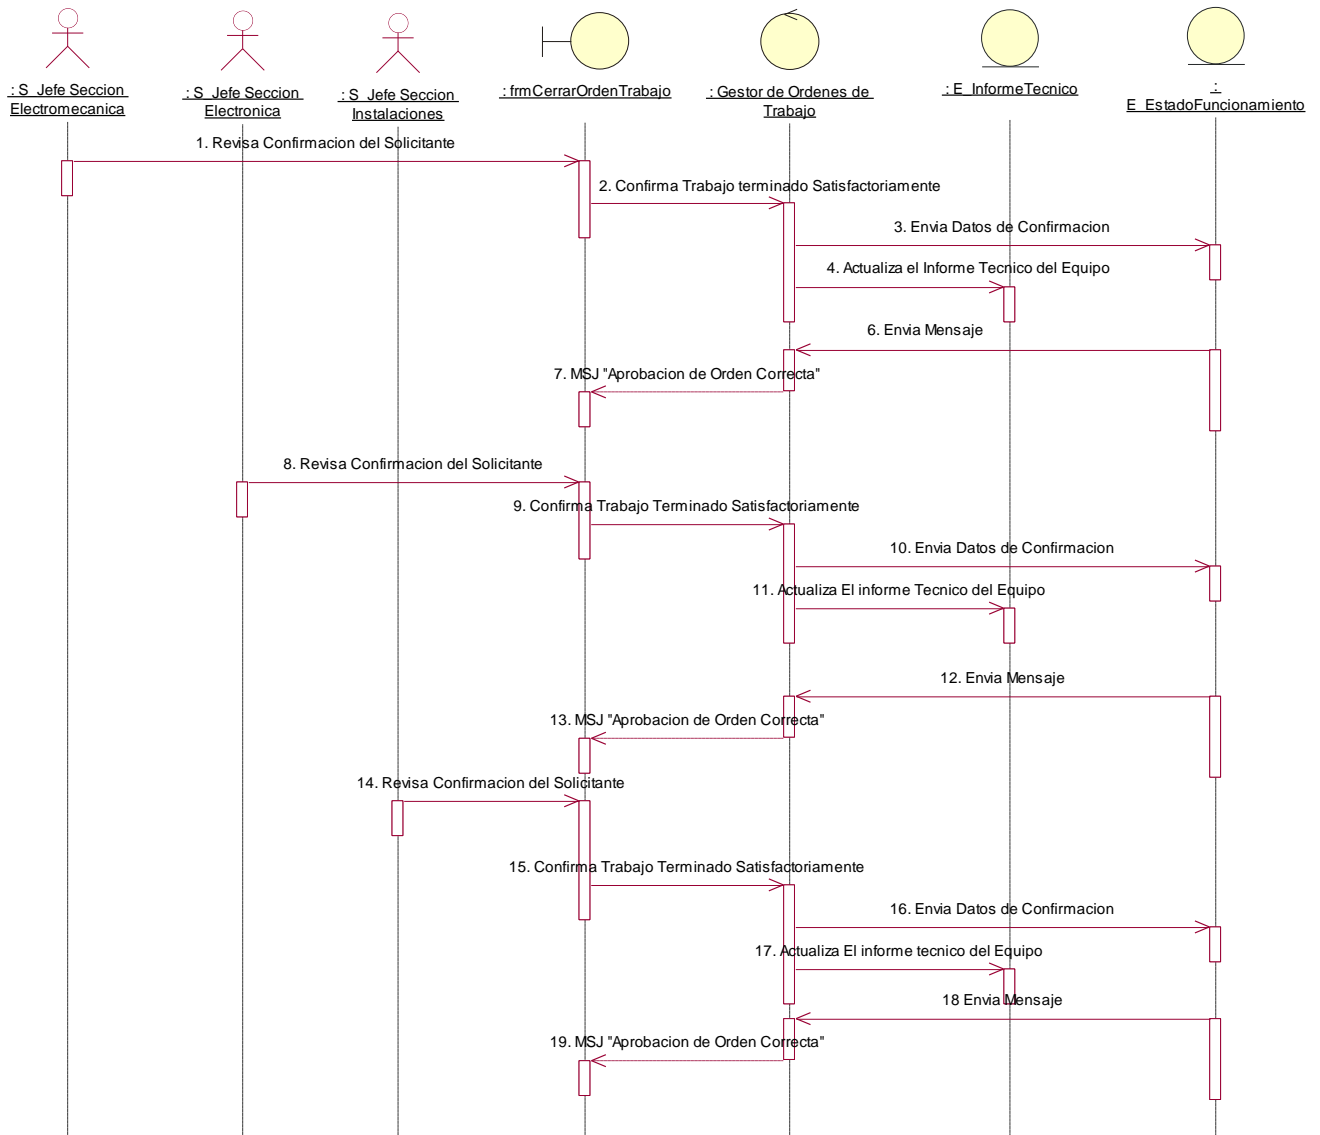 : S_Jefe Seccion
Electromecanica
: S_Jefe Seccion
Electronica
: S_Jefe Seccion
Instalaciones
: frmCerrarOrdenTrabajo
: Gestor de Ordenes de
Trabajo
: E_InformeTecnico
:
E_EstadoFuncionamiento
1. Revisa Confirmacion del Solicitante
2. Confirma Trabajo terminado Satisfactoriamente
3. Envia Datos de Confirmacion
4. Actualiza el Informe Tecnico del Equipo
6. Envia Mensaje
7. MSJ "Aprobacion de Orden Correcta"
8. Revisa Confirmacion del Solicitante
9. Confirma Trabajo Terminado Satisfactoriamente
10. Envia Datos de Confirmacion
11. Actualiza El informe Tecnico del Equipo
12. Envia Mensaje
13. MSJ "Aprobacion de Orden Correcta"
14. Revisa Confirmacion del Solicitante
15. Confirma Trabajo Terminado Satisfactoriamente
16. Envia Datos de Confirmacion
17. Actualiza El informe tecnico del Equipo
18 Envia Mensaje
19. MSJ "Aprobacion de Orden Correcta"